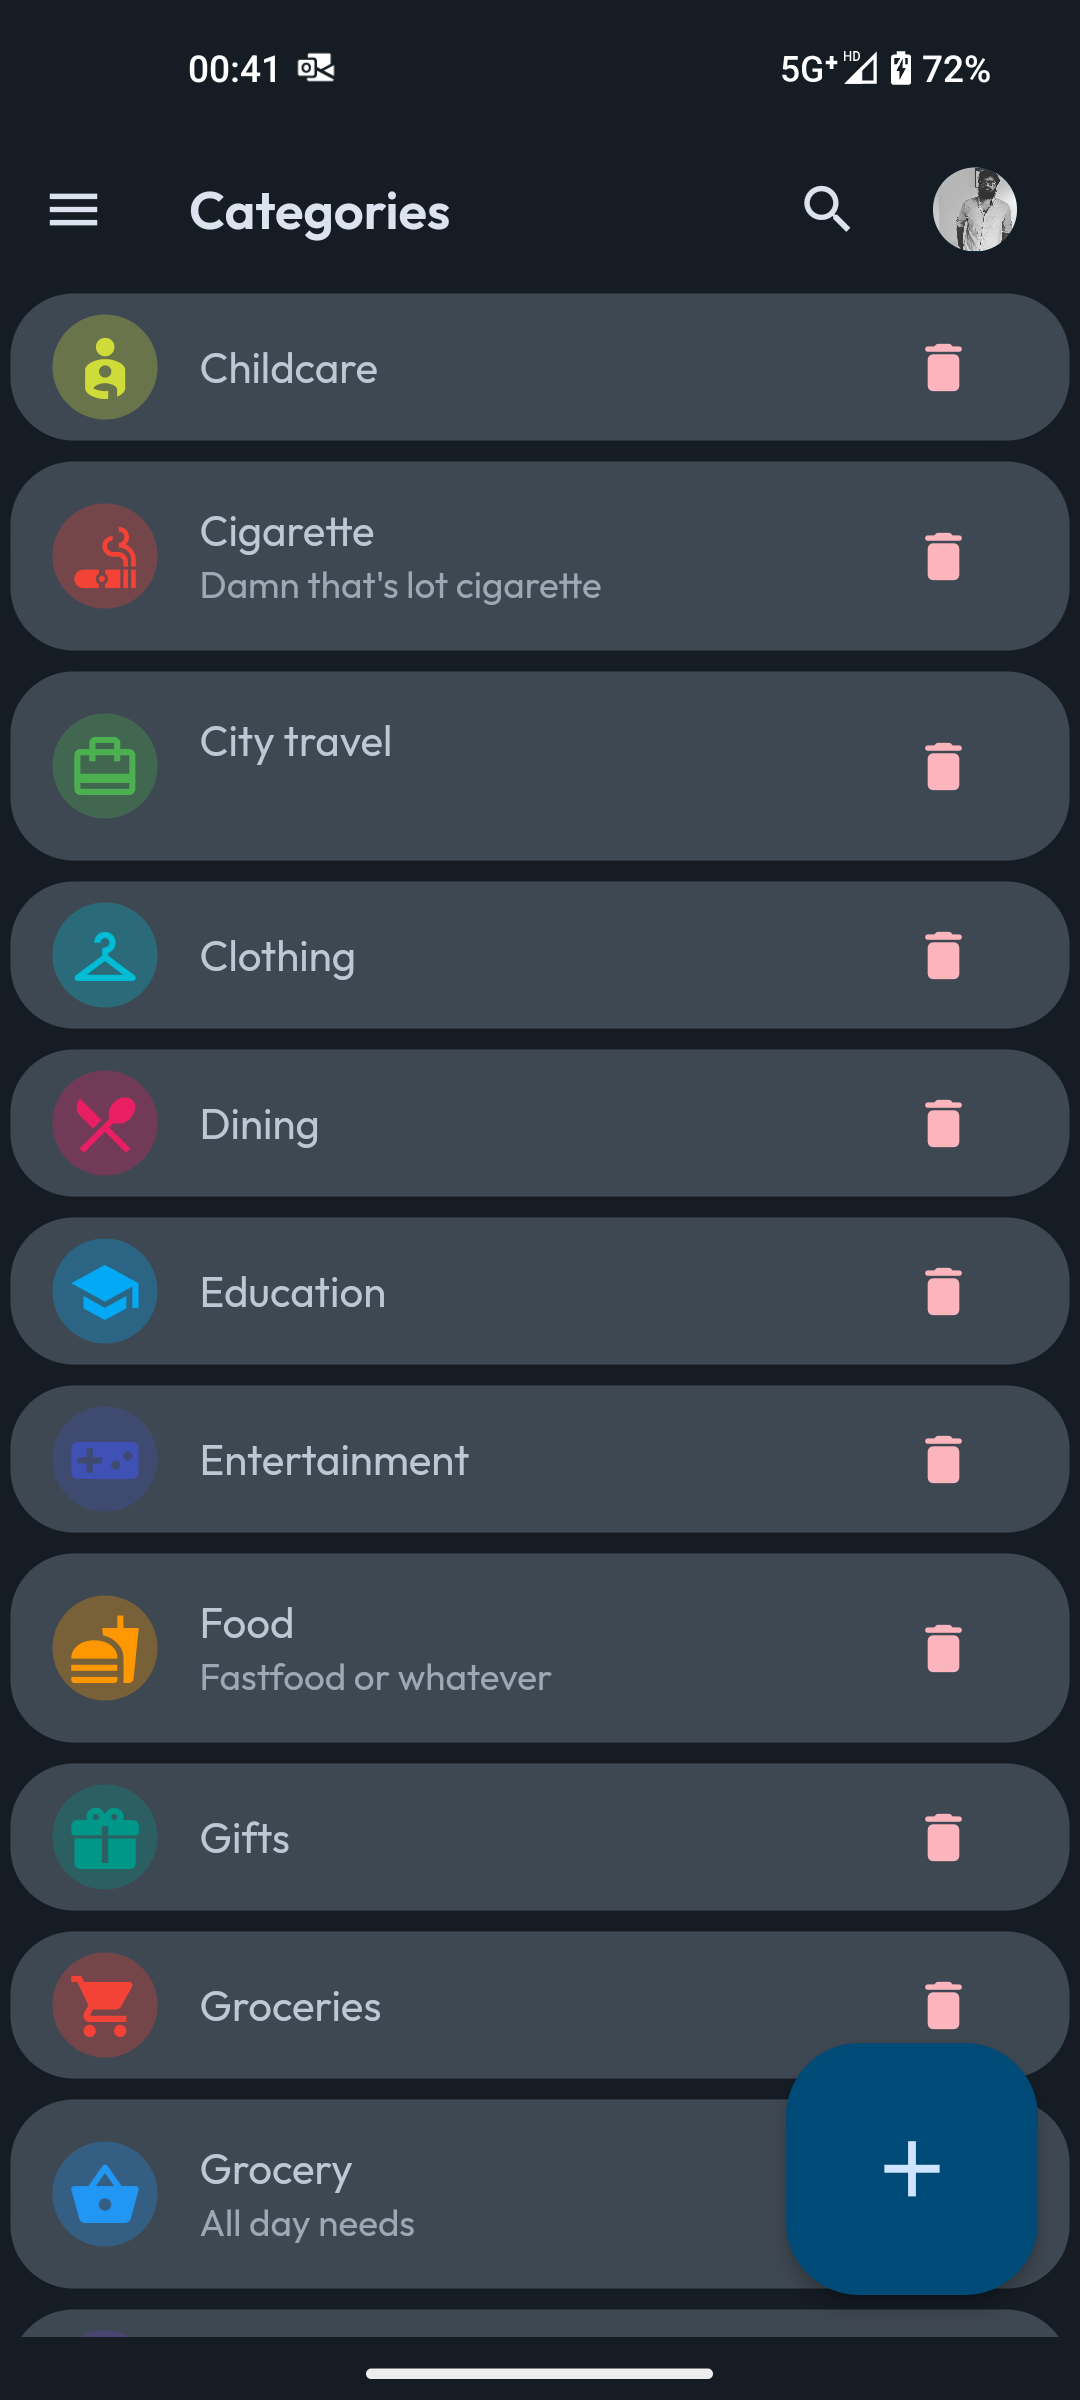 00:41
5G+ HD 72%
Categories
Childcare
Cigarette
Damn that's lot cigarette
City travel
Clothing
Dining
Education
Entertainment
Food
Fastfood or whatever
Gifts
Groceries
Grocery
All day needs